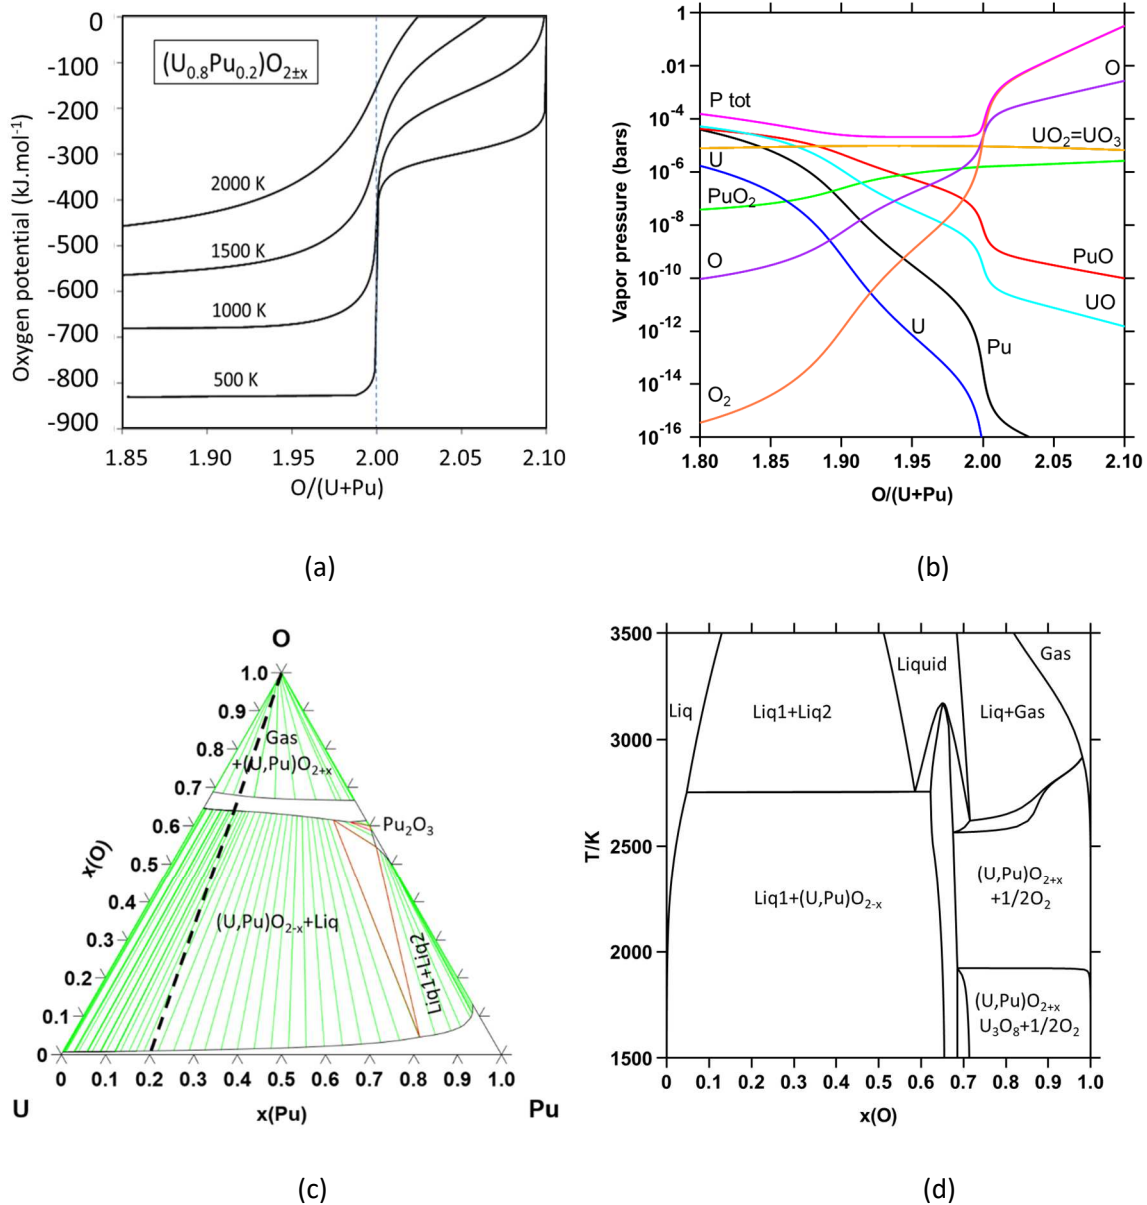 0
-100
-200
-300
-400
-500
-600
-700
-800
-900
Oxygen potential (kJ.mol-1)
(U0.8Pu0.2)O2±x
2000 K
1500 K
1000 K
500 K
1.85 1.90 1.95 2.00 2.05 2.10
O/(U+Pu)
(a)
1
.01
10-4
10-6
10-8
10-10
10-12
10-14
10-16
Vapor pressure (bars)
O
P tot
UO2=UO3
U
PuO2
O
PuO
UO
U
Pu
O2
1.80 1.85 1.90 1.95 2.00 2.05 2.10
O/(U+Pu)
(b)
O
1.0
0.9
0.8
0.7
0.6
0.5
0.4
0.3
0.2
0.1
0
x(O)
Gas
+(U,Pu)O2+x
Pu2O3
(U,Pu)O2-x+Liq
Liq1+Liq2
0 0.1 0.2 0.3 0.4 0.5 0.6 0.7 0.8 0.9 1.0
U
x(Pu)
Pu
(c)
3500
3000
2500
2000
1500
T/K
Liq
Liq1+Liq2
Liquid
Gas
Liq+Gas
Liq1+(U,Pu)O2-x
(U,Pu)O2+x
+1/2O2
(U,Pu)O2+x
U3O8+1/2O2
0 0.1 0.2 0.3 0.4 0.5 0.6 0.7 0.8 0.9 1.0
x(O)
(d)